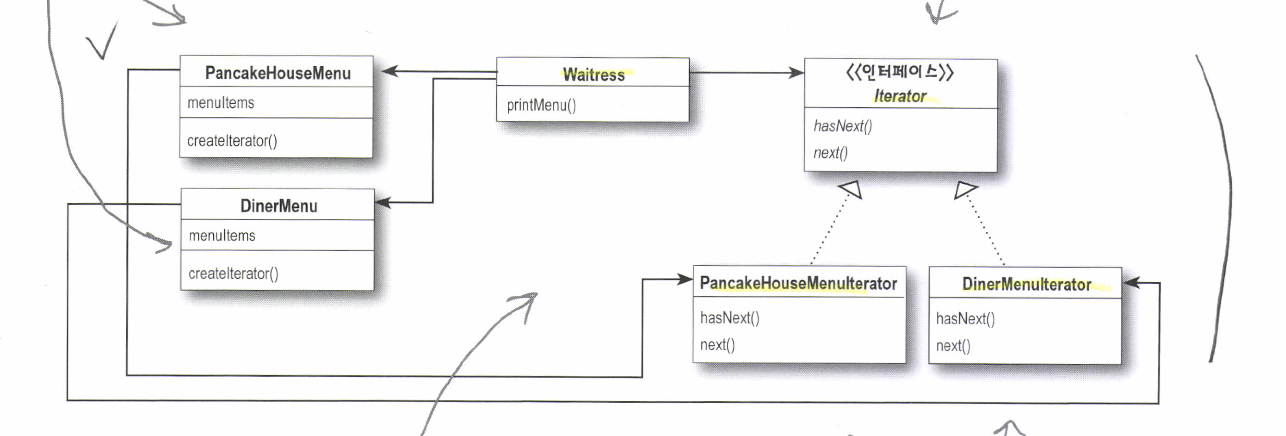 PancakeHouseMenu
menuItems
createIterator()
Waitress
printMenu()
<<인터페이스>>
Iterator
hasNext()
next()
DinerMenu
menuItems
createIterator()
PancakeHouseMenuIterator
hasNext()
next()
DinerMenuIterator
hasNext()
next()